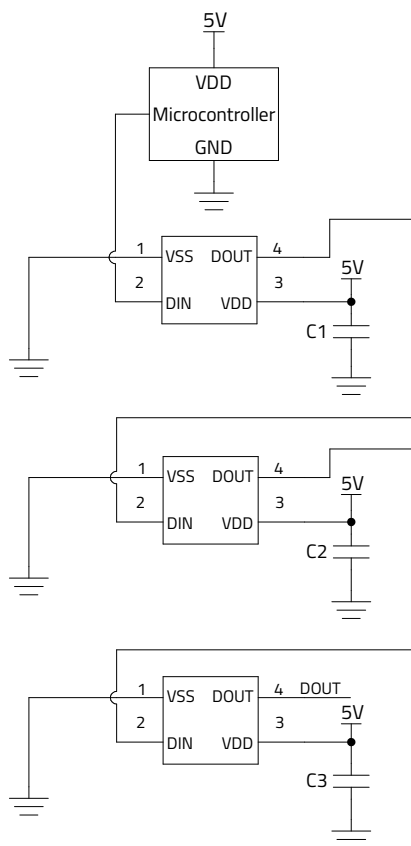 5V
VDD
Microcontroller
GND
1 VSS DOUT 4
5V
2 DIN VDD 3
C1
1 VSS DOUT 4
5V
2 DIN VDD 3
C2
1 VSS DOUT 4 DOUT
5V
2 DIN VDD 3
C3